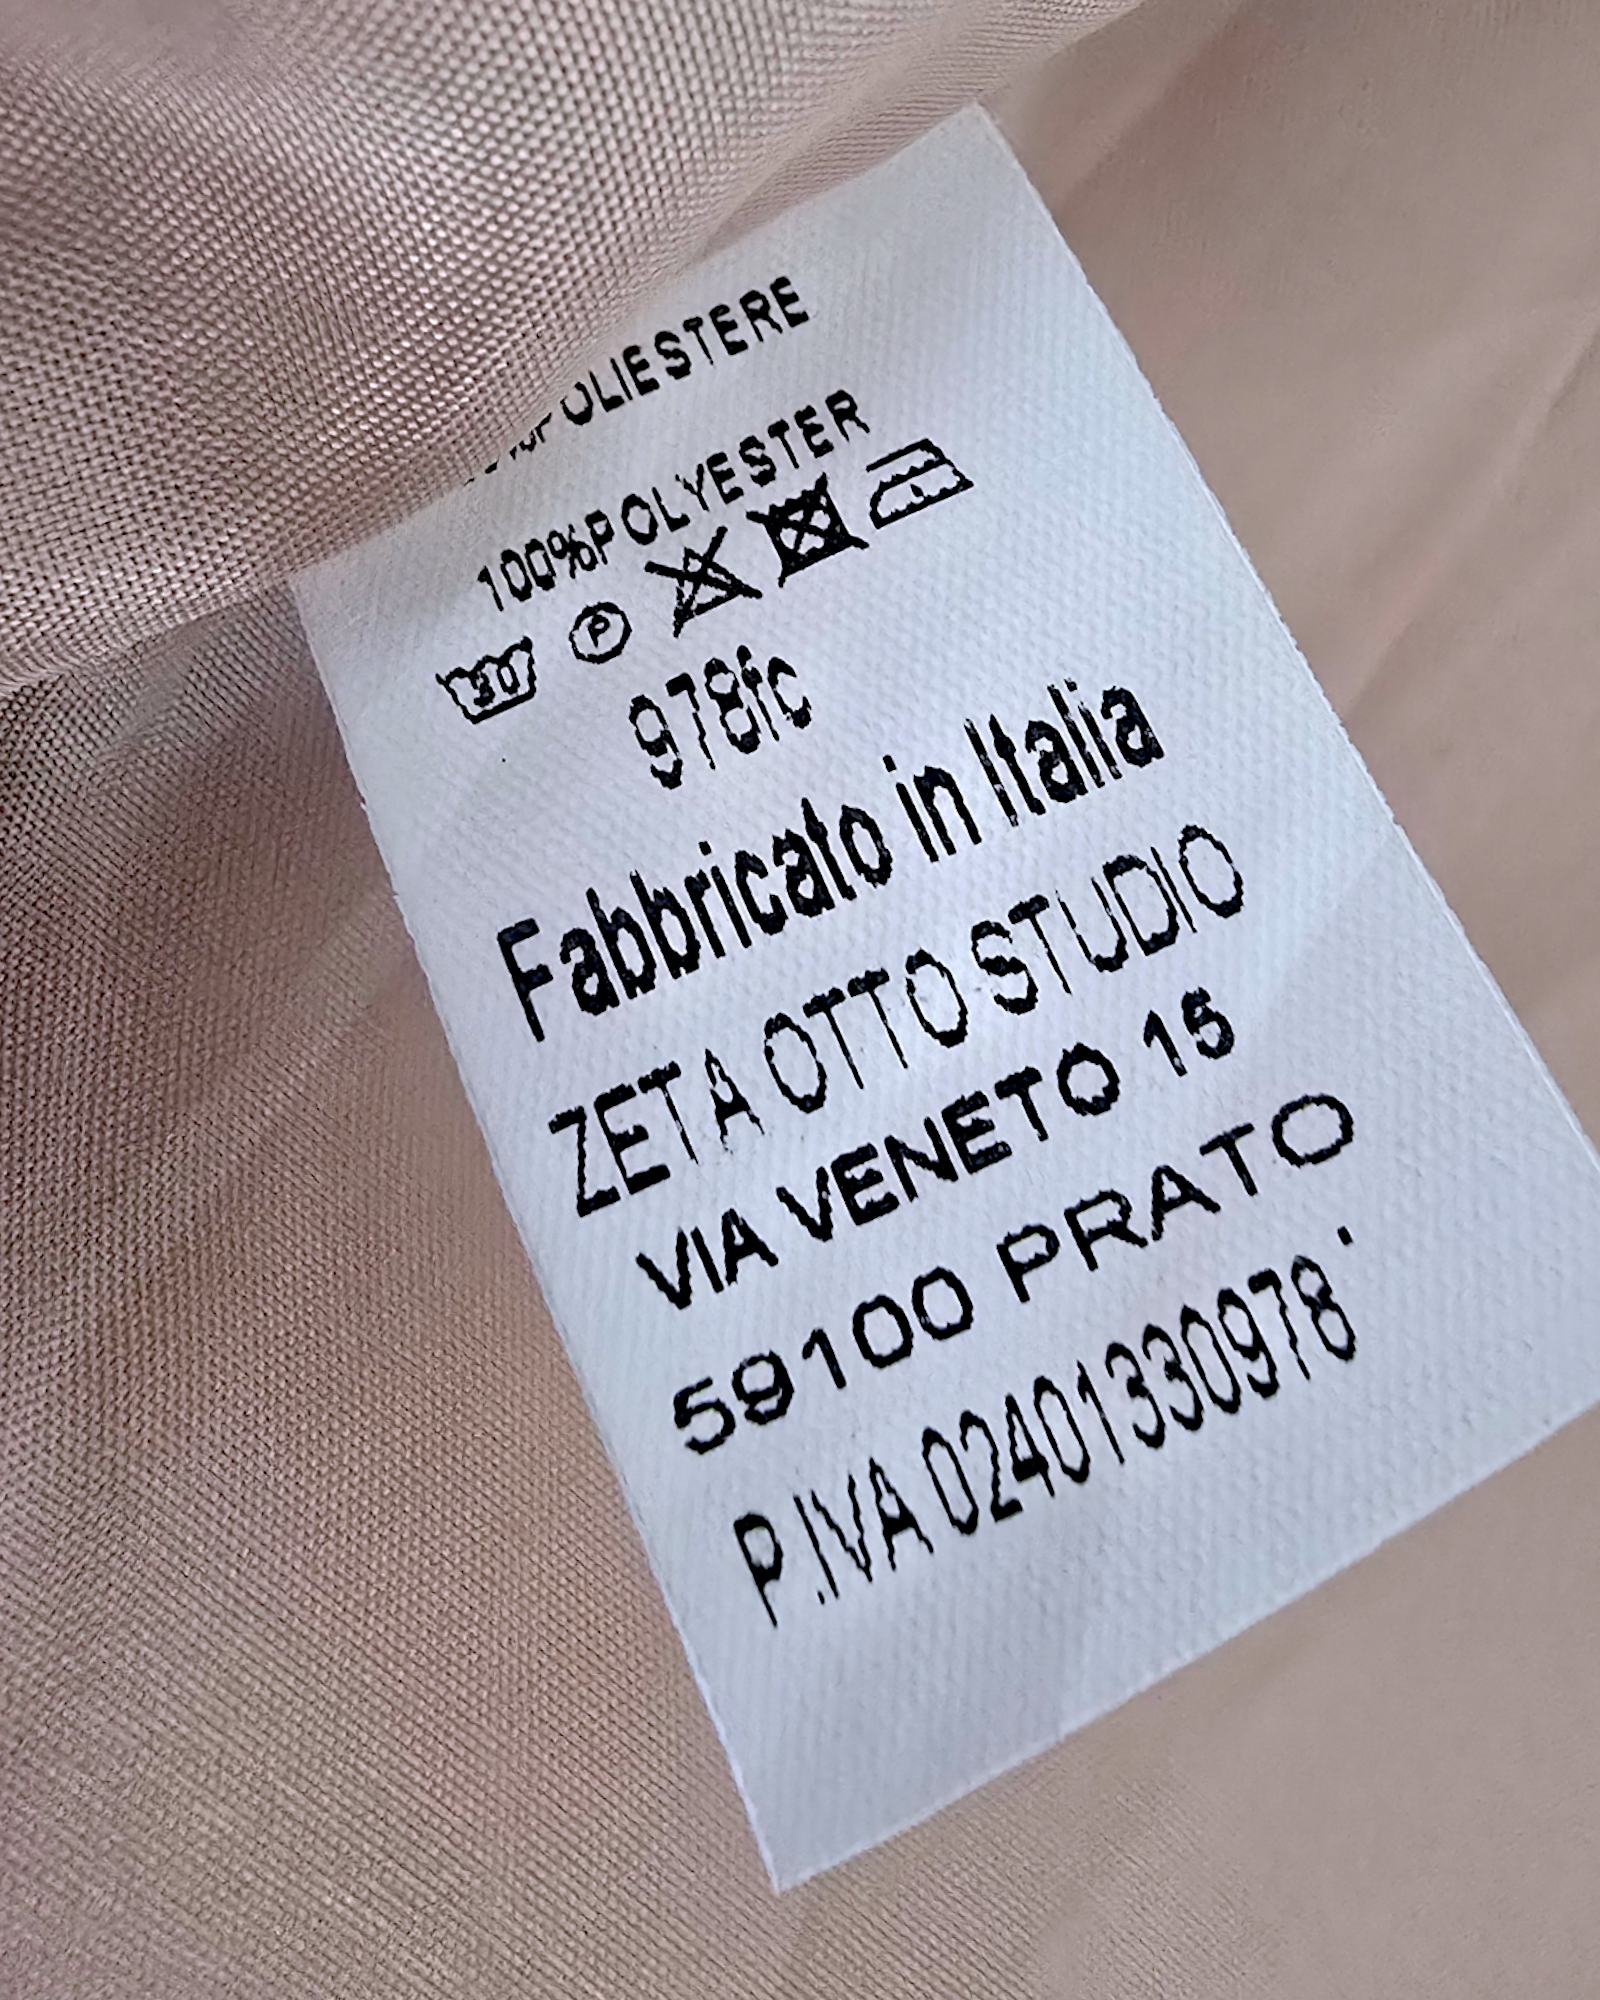 POLIESTERE
100%POLYESTER
30 P
978fc
Fabbricato in Italia
ZETA OTTO STUDIO
VIA VENETO 15
59100 PRATO
P.IVA 02401330978